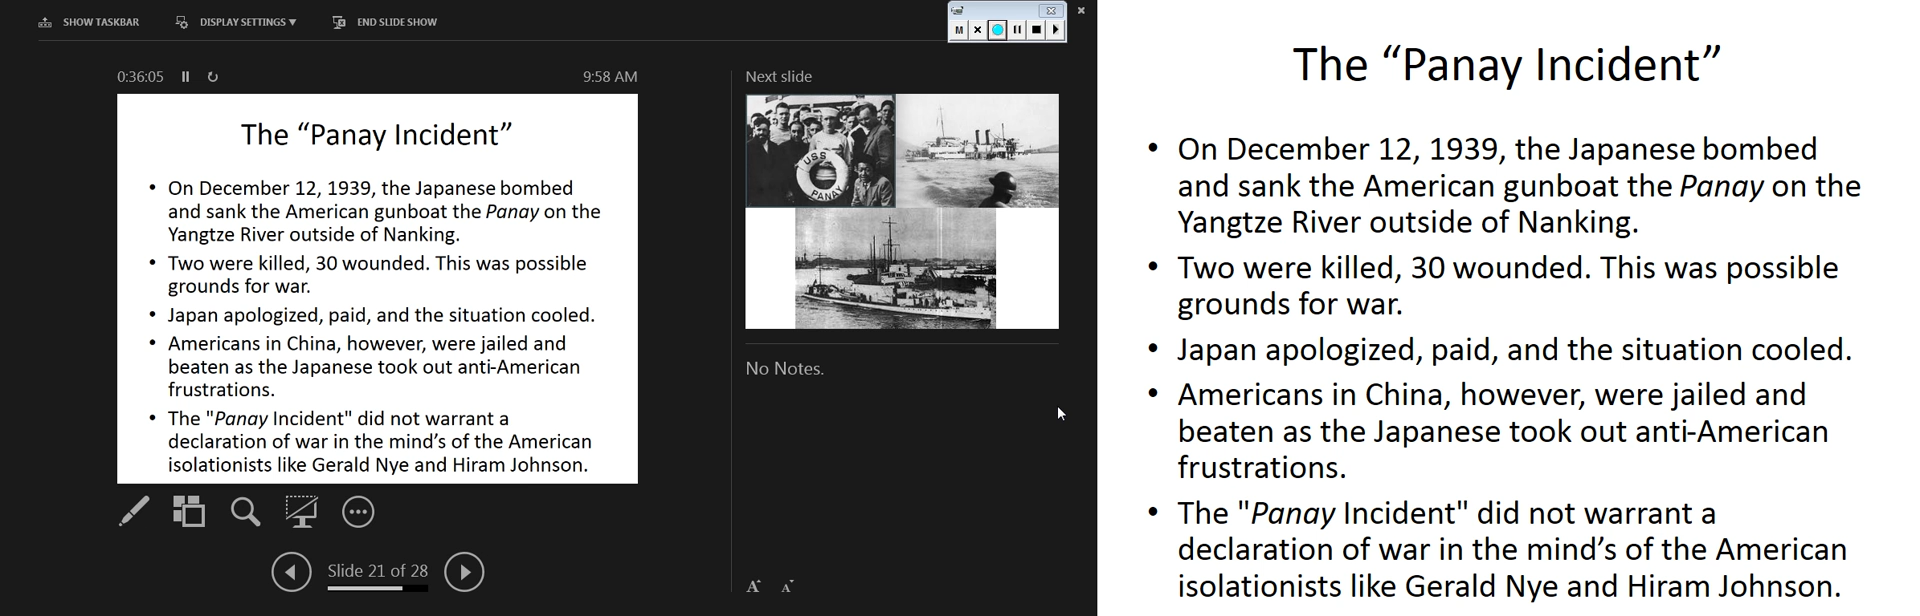 SHOW TASKBAR
DISPLAY SETTINGS ▼
END SLIDE SHOW
M
0:36:05
9:58 AM
The “Panay Incident”
• On December 12, 1939, the Japanese bombed
and sank the American gunboat the Panay on the
Yangtze River outside of Nanking.
• Two were killed, 30 wounded. This was possible
grounds for war.
• Japan apologized, paid, and the situation cooled.
• Americans in China, however, were jailed and
beaten as the Japanese took out anti-American
frustrations.
• The "Panay Incident" did not warrant a
declaration of war in the mind’s of the American
isolationists like Gerald Nye and Hiram Johnson.
Slide 21 of 28
Next slide
USS
PANAY
No Notes.
A A
The “Panay Incident”
• On December 12, 1939, the Japanese bombed
and sank the American gunboat the Panay on the
Yangtze River outside of Nanking.
• Two were killed, 30 wounded. This was possible
grounds for war.
• Japan apologized, paid, and the situation cooled.
• Americans in China, however, were jailed and
beaten as the Japanese took out anti-American
frustrations.
• The "Panay Incident" did not warrant a
declaration of war in the mind’s of the American
isolationists like Gerald Nye and Hiram Johnson.